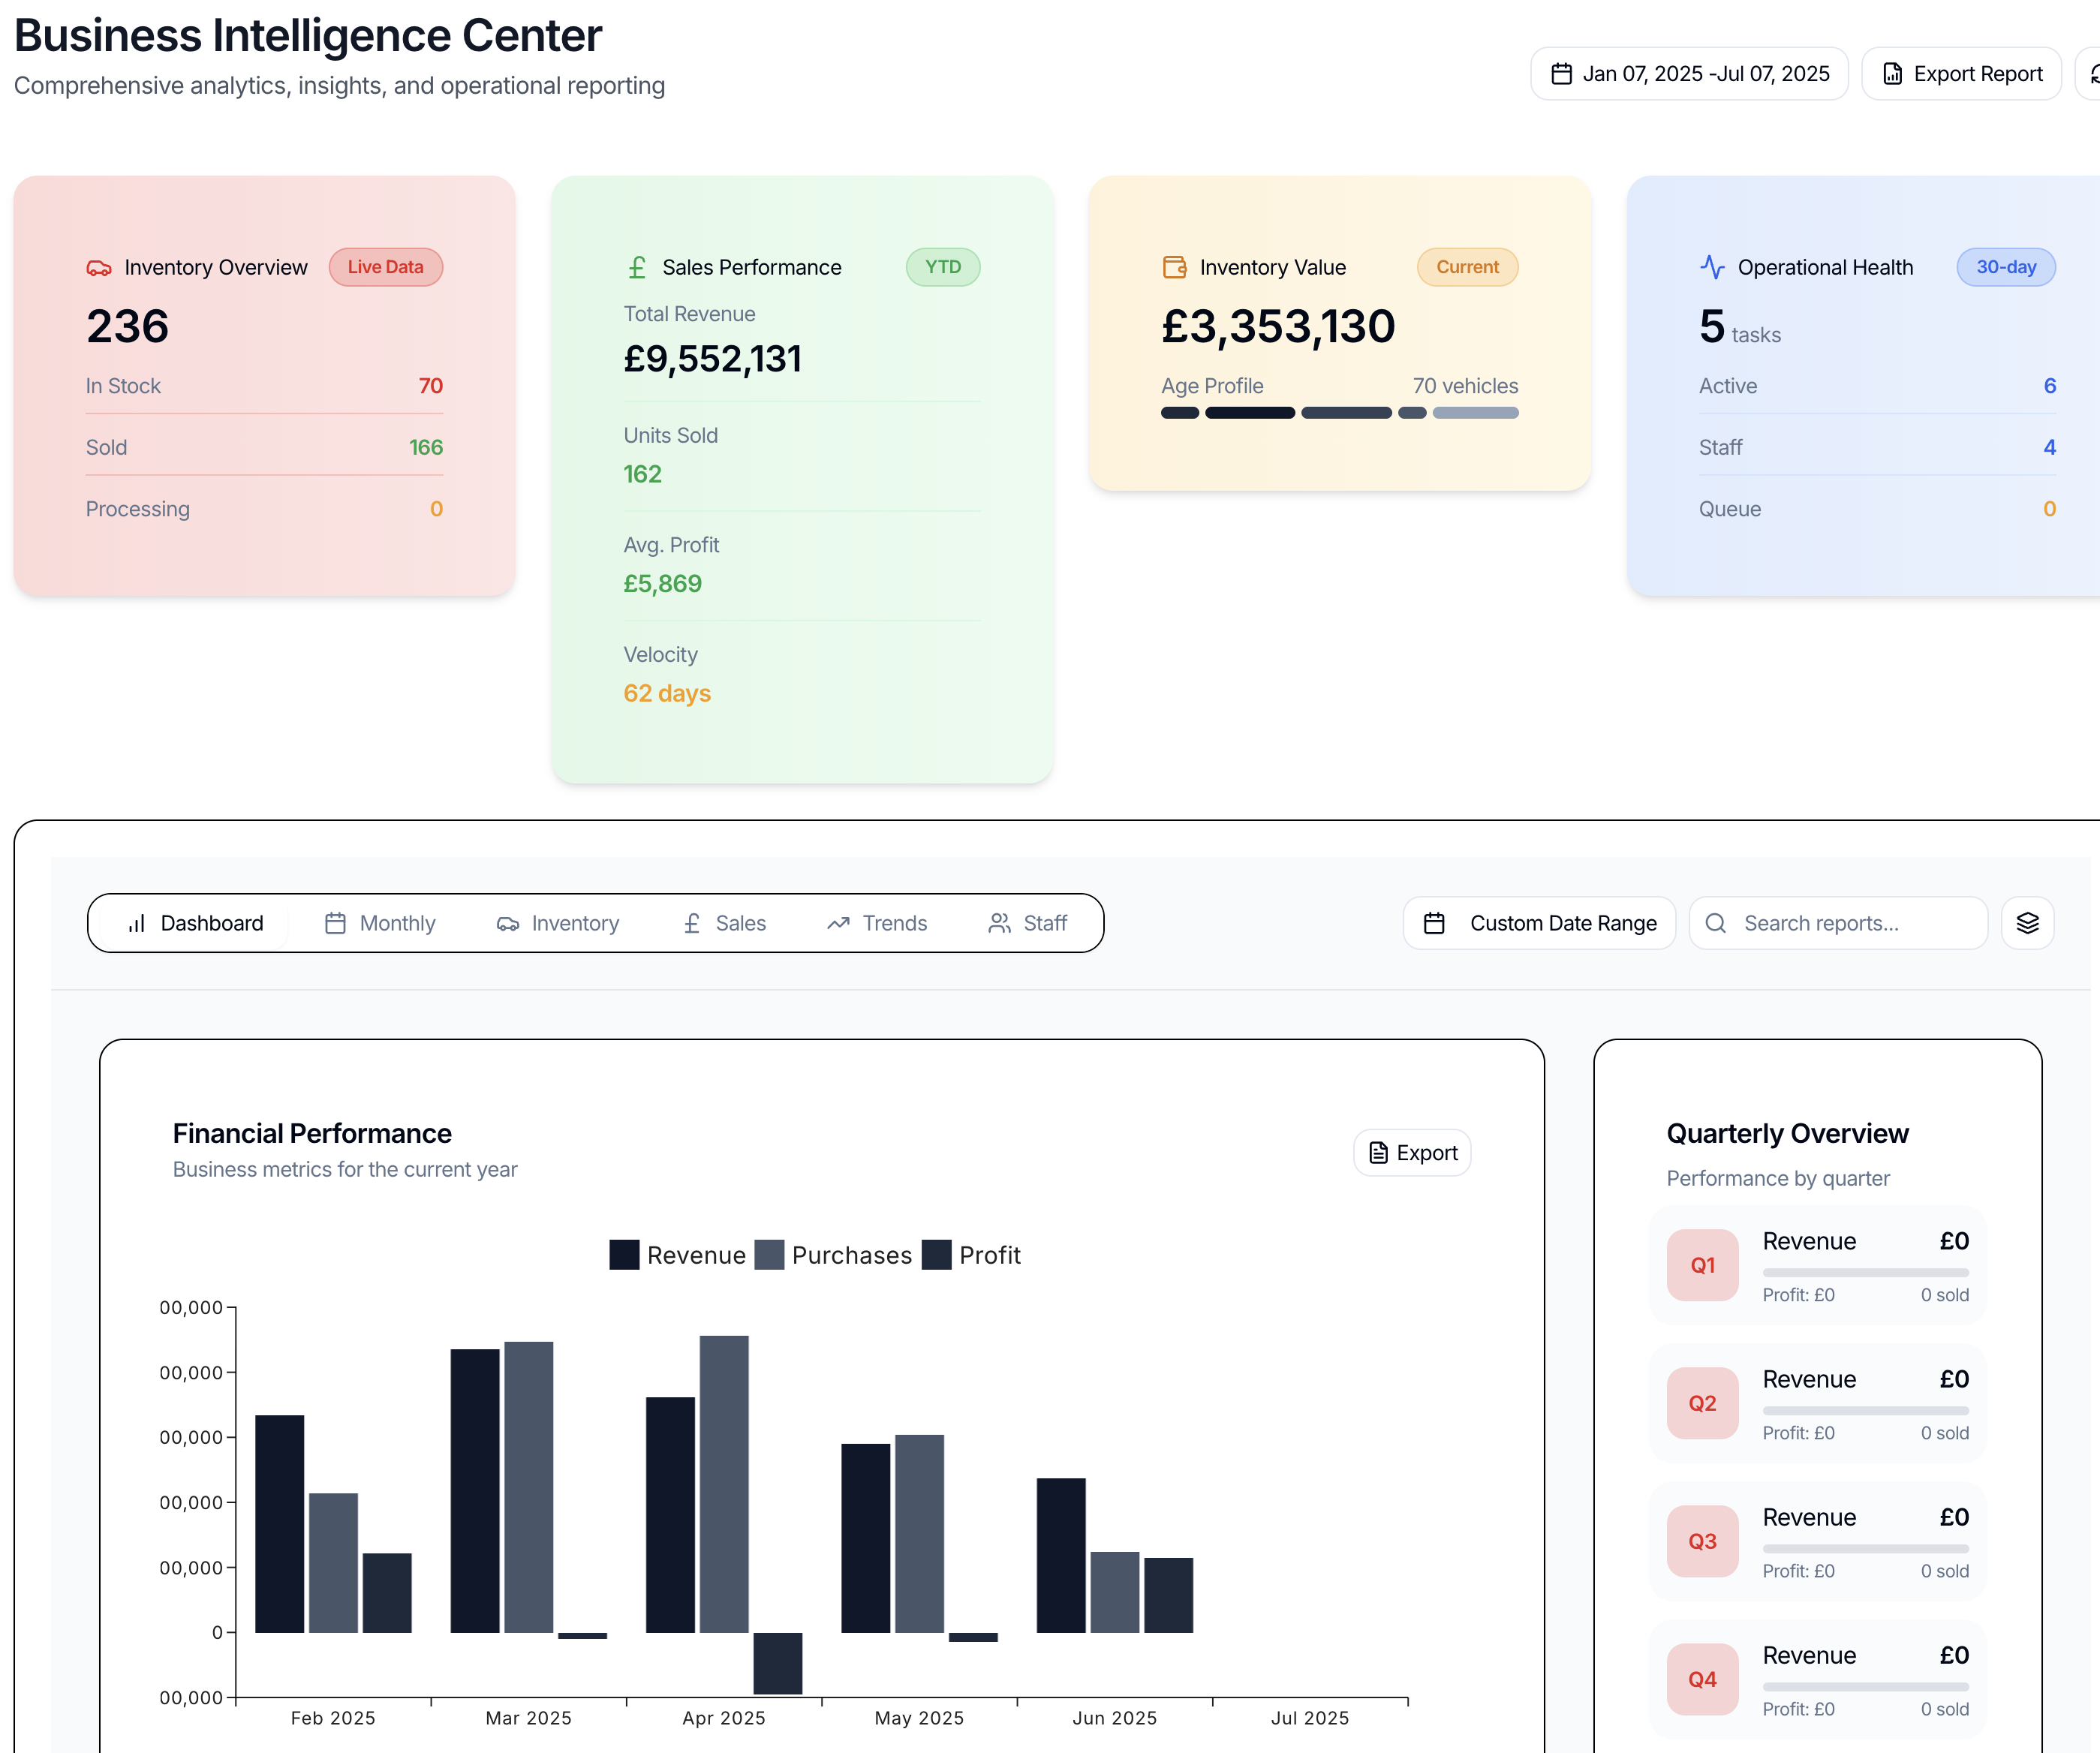 Business Intelligence Center
Comprehensive analytics, insights, and operational reporting
Jan 07, 2025 -Jul 07, 2025
Export Report
Inventory Overview
Live Data
236
In Stock
70
Sold
166
Processing
0
Sales Performance
YTD
Total Revenue
£9,552,131
Units Sold
162
Avg. Profit
£5,869
Velocity
62 days
Inventory Value
Current
£3,353,130
Age Profile
70 vehicles
Operational Health
30-day
5 tasks
Active
6
Staff
4
Queue
0
Dashboard
Monthly
Inventory
Sales
Trends
Staff
Custom Date Range
Search reports...
Financial Performance
Business metrics for the current year
Export
Revenue
Purchases
Profit
00,000
00,000
00,000
00,000
00,000
0
00,000
Feb 2025
Mar 2025
Apr 2025
May 2025
Jun 2025
Jul 2025
Quarterly Overview
Performance by quarter
Q1
Revenue
£0
Profit: £0
0 sold
Q2
Revenue
£0
Profit: £0
0 sold
Q3
Revenue
£0
Profit: £0
0 sold
Q4
Revenue
£0
Profit: £0
0 sold